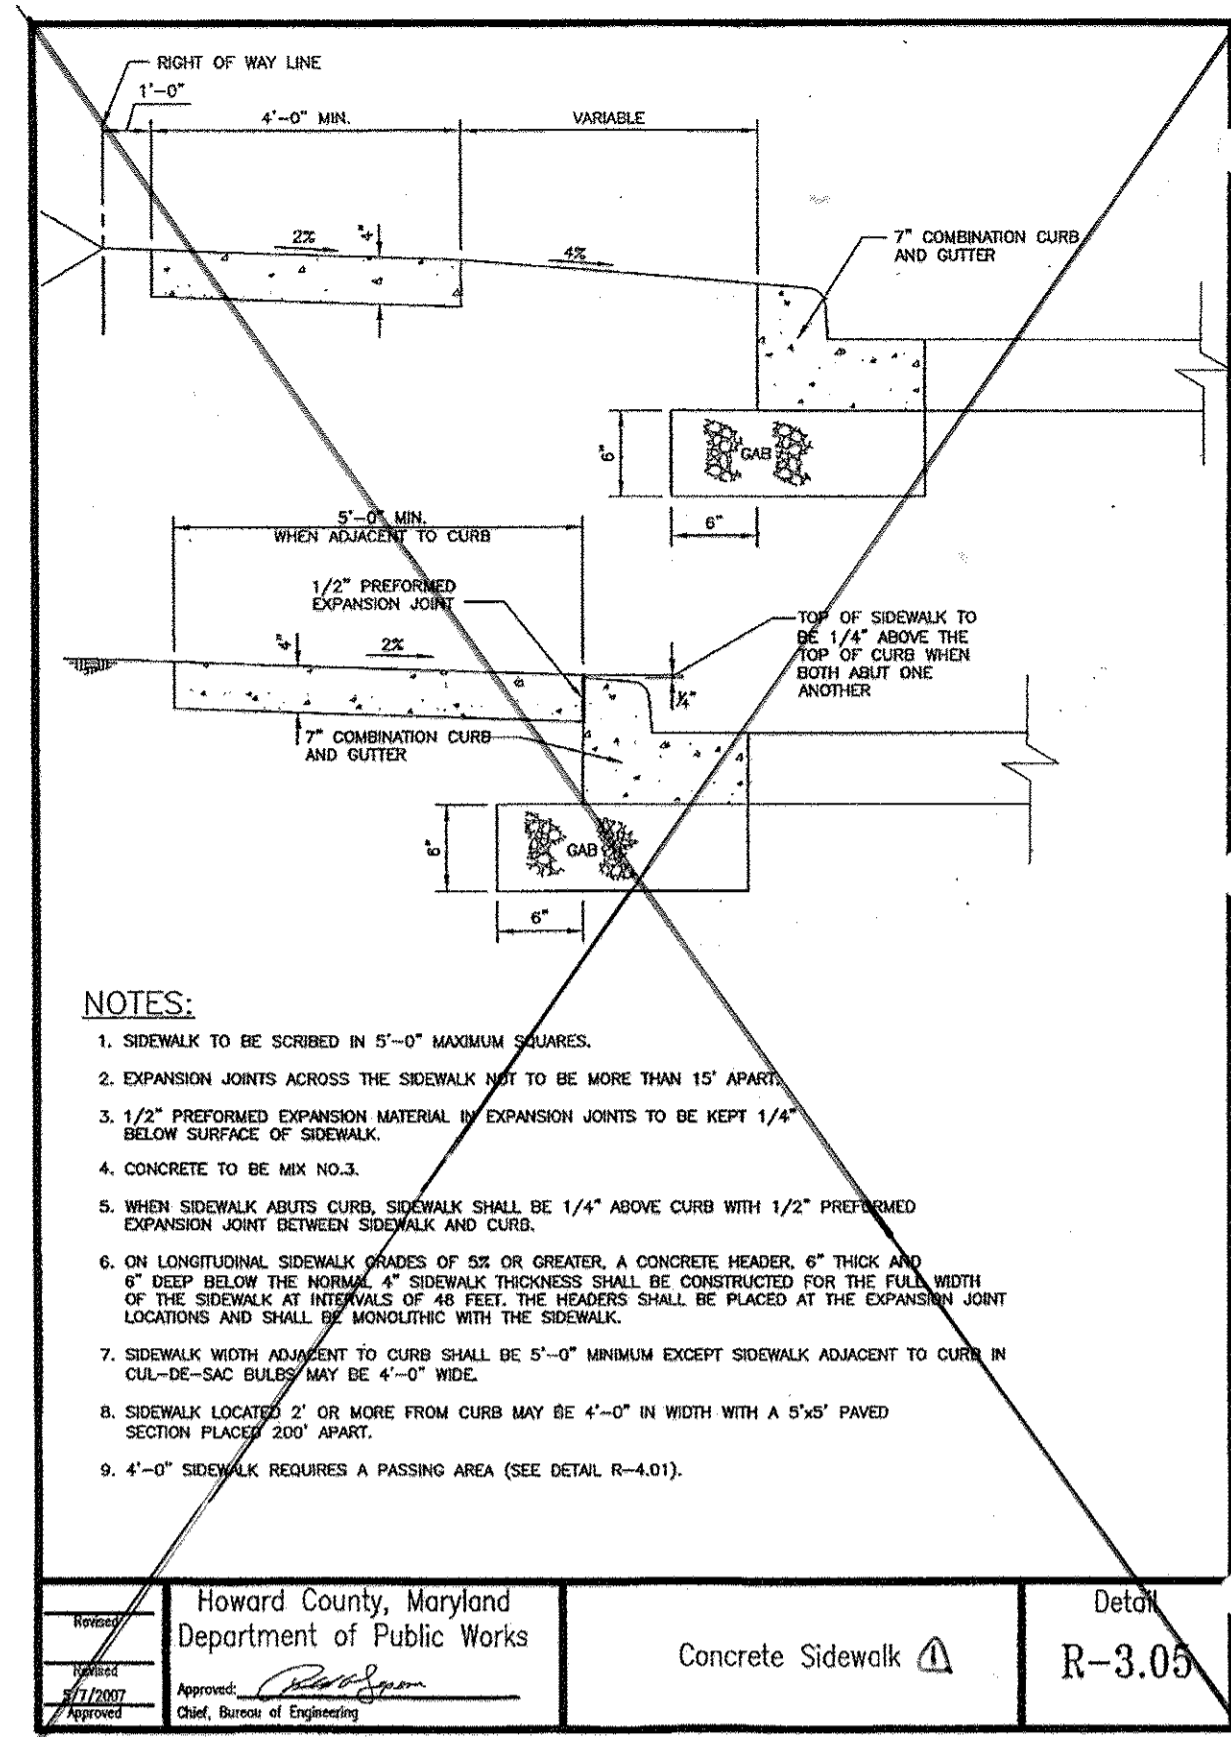 RIGHT OF WAY LINE
1'-0"
4'-0" MIN.
VARIABLE
2%
4"
4%
7" COMBINATION CURB
AND GUTTER
6"
GAB
6"
5'-0" MIN.
WHEN ADJACENT TO CURB
1/2" PREFORMED
EXPANSION JOINT
TOP OF SIDEWALK TO
BE 1/4" ABOVE THE
TOP OF CURB WHEN
BOTH ABUT ONE
ANOTHER
4"
2%
1/4"
7" COMBINATION CURB
AND GUTTER
6"
GAB
6"
NOTES:
1. SIDEWALK TO BE SCRIBED IN 5'-0" MAXIMUM SQUARES.
2. EXPANSION JOINTS ACROSS THE SIDEWALK NOT TO BE MORE THAN 15' APART.
3. 1/2" PREFORMED EXPANSION MATERIAL IN EXPANSION JOINTS TO BE KEPT 1/4"
BELOW SURFACE OF SIDEWALK.
4. CONCRETE TO BE MIX NO.3.
5. WHEN SIDEWALK ABUTS CURB, SIDEWALK SHALL BE 1/4" ABOVE CURB WITH 1/2" PREFORMED
EXPANSION JOINT BETWEEN SIDEWALK AND CURB.
6. ON LONGITUDINAL SIDEWALK GRADES OF 5% OR GREATER, A CONCRETE HEADER, 6" THICK AND
6" DEEP BELOW THE NORMAL 4" SIDEWALK THICKNESS SHALL BE CONSTRUCTED FOR THE FULL WIDTH
OF THE SIDEWALK AT INTERVALS OF 48 FEET. THE HEADERS SHALL BE PLACED AT THE EXPANSION JOINT
LOCATIONS AND SHALL BE MONOLITHIC WITH THE SIDEWALK.
7. SIDEWALK WIDTH ADJACENT TO CURB SHALL BE 5'-0" MINIMUM EXCEPT SIDEWALK ADJACENT TO CURB IN
CUL-DE-SAC BULBS MAY BE 4'-0" WIDE.
8. SIDEWALK LOCATED 2' OR MORE FROM CURB MAY BE 4'-0" IN WIDTH WITH A 5'x5' PAVED
SECTION PLACED 200' APART.
9. 4'-0" SIDEWALK REQUIRES A PASSING AREA (SEE DETAIL R-4.01).
Revised
Revised
5/7/2007
Approved
Howard County, Maryland
Department of Public Works
Approved:
Chief, Bureau of Engineering
Concrete Sidewalk 1
Detail
R-3.05